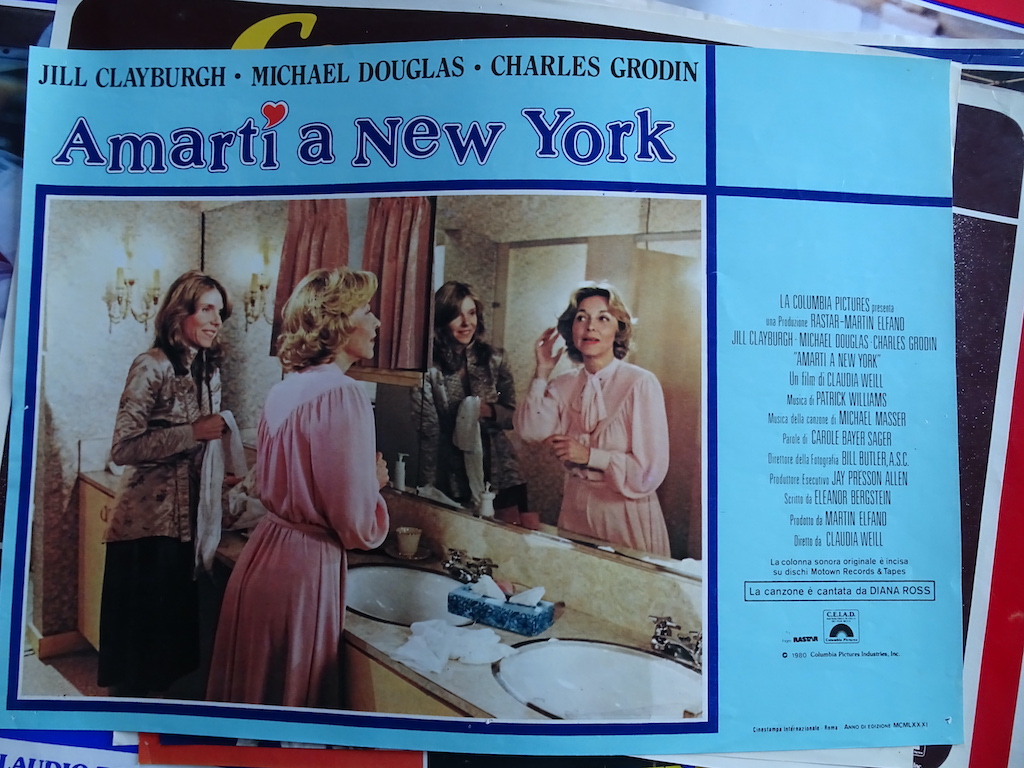 JILL CLAYBURGH · MICHAEL DOUGLAS · CHARLES GRODIN
Amarti a New York
LA COLUMBIA PICTURES presenta
una Produzione RASTAR-MARTIN ELFAND
JILL CLAYBURGH · MICHAEL DOUGLAS · CHARLES GRODIN
"AMARTI A NEW YORK"
Un film di CLAUDIA WEILL
Musica di PATRICK WILLIAMS
Musica della canzone di MICHAEL MASSER
Parole di CAROLE BAYER SAGER
Direttore della Fotografia BILL BUTLER, A.S.C.
Produttore Esecutivo JAY PRESSON ALLEN
Scritto da ELEANOR BERGSTEIN
Prodotto da MARTIN ELFAND
Diretto da CLAUDIA WEILL
La colonna sonora originale è incisa
su dischi Motown Records & Tapes
La canzone è cantata da DIANA ROSS
RASTAR
C.E.I.A.D.
Columbia Pictures
© 1980 Columbia Pictures Industries, Inc.
Cinestampa Internazionale / Roma - ANNO DI EDIZIONE MCMLXXXI
LAUDIO